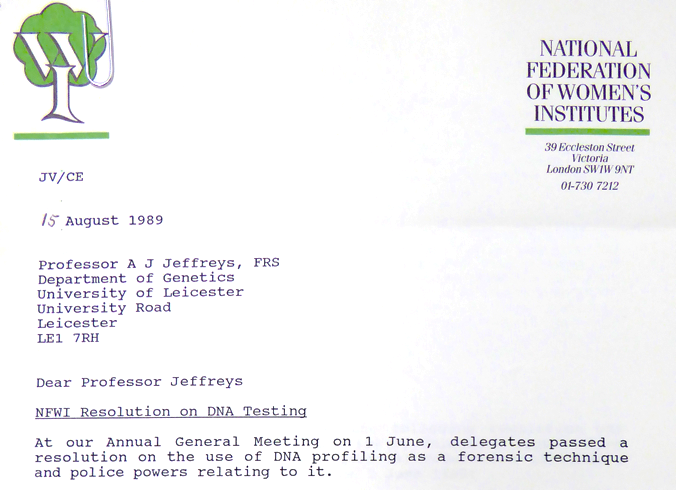 WI
NATIONAL
FEDERATION
OF WOMEN'S
INSTITUTES
39 Eccleston Street
Victoria
London SW1W 9NT
01-730 7212
JV/CE
15 August 1989
Professor A J Jeffreys, FRS
Department of Genetics
University of Leicester
University Road
Leicester
LE1 7RH
Dear Professor Jeffreys
NFWI Resolution on DNA Testing
At our Annual General Meeting on 1 June, delegates passed a
resolution on the use of DNA profiling as a forensic technique
and police powers relating to it.